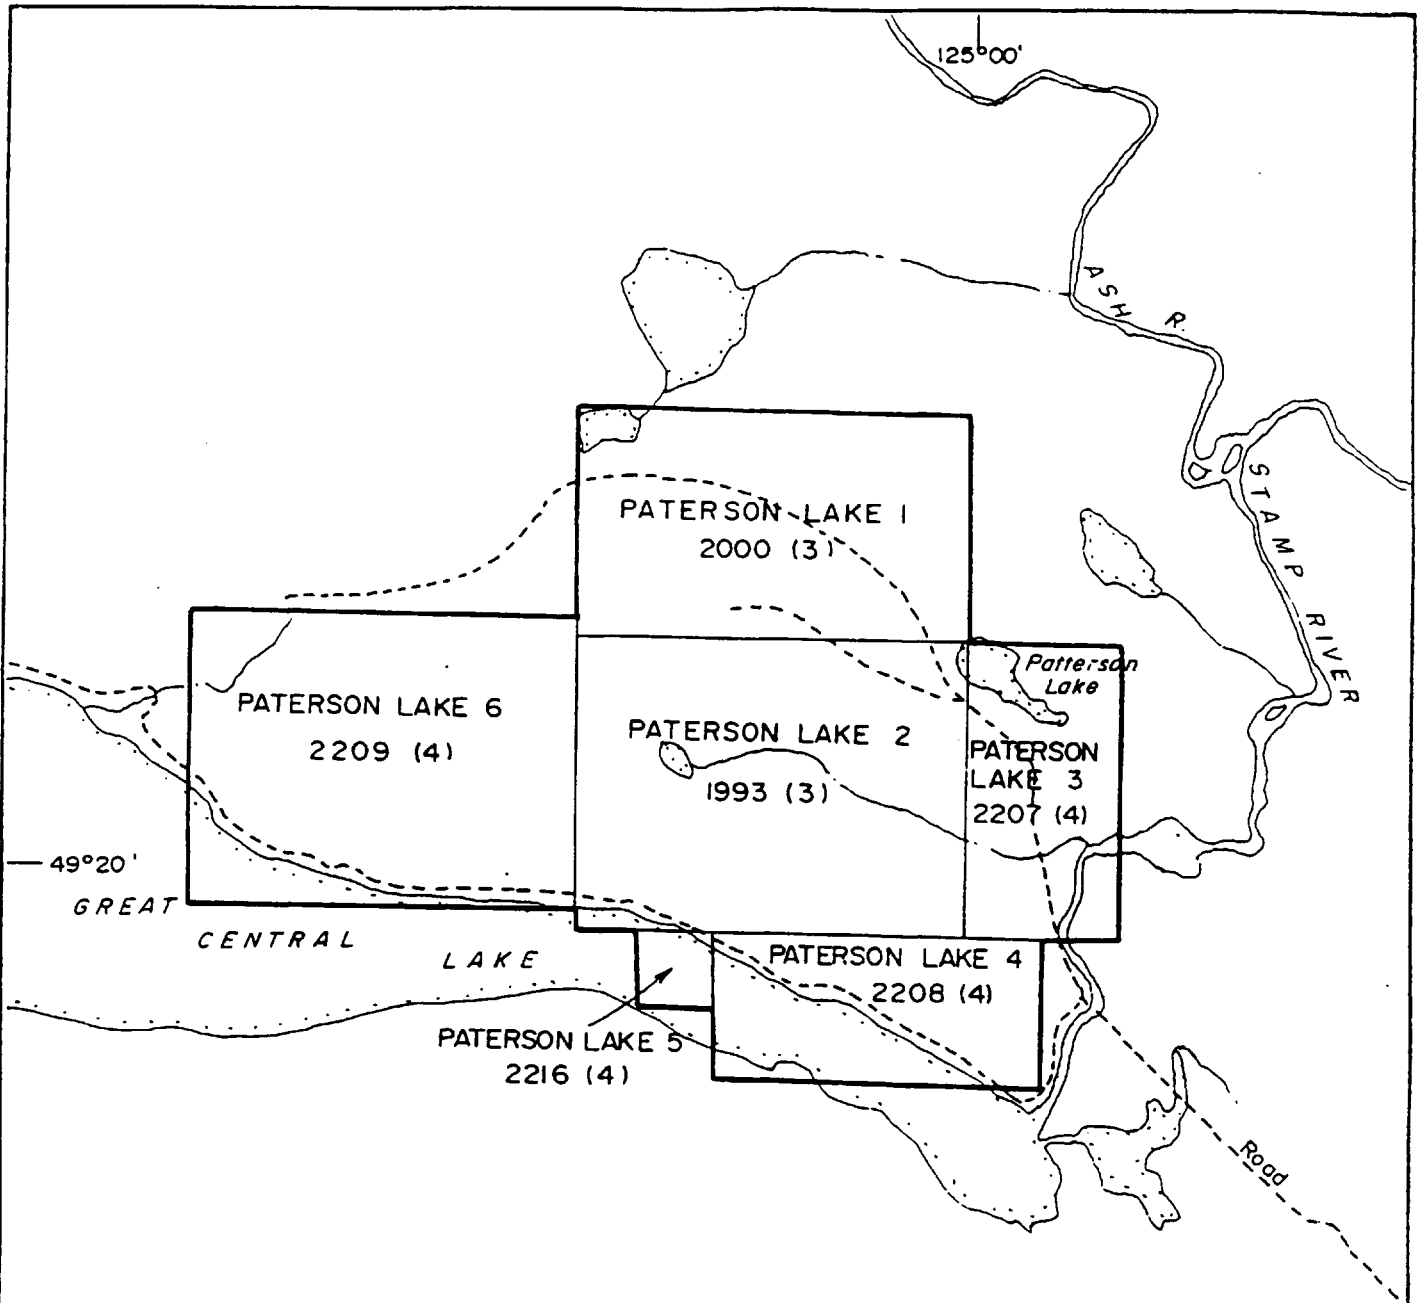 125°00'
ASH R.
STAMP RIVER
PATERSON LAKE 1
2000 (3)
Patterson
Lake
PATERSON LAKE 6
2209 (4)
PATERSON LAKE 2
1993 (3)
PATERSON
LAKE 3
2207 (4)
49°20'
GREAT
CENTRAL
LAKE
PATERSON LAKE 4
2208 (4)
PATERSON LAKE 5
2216 (4)
Road